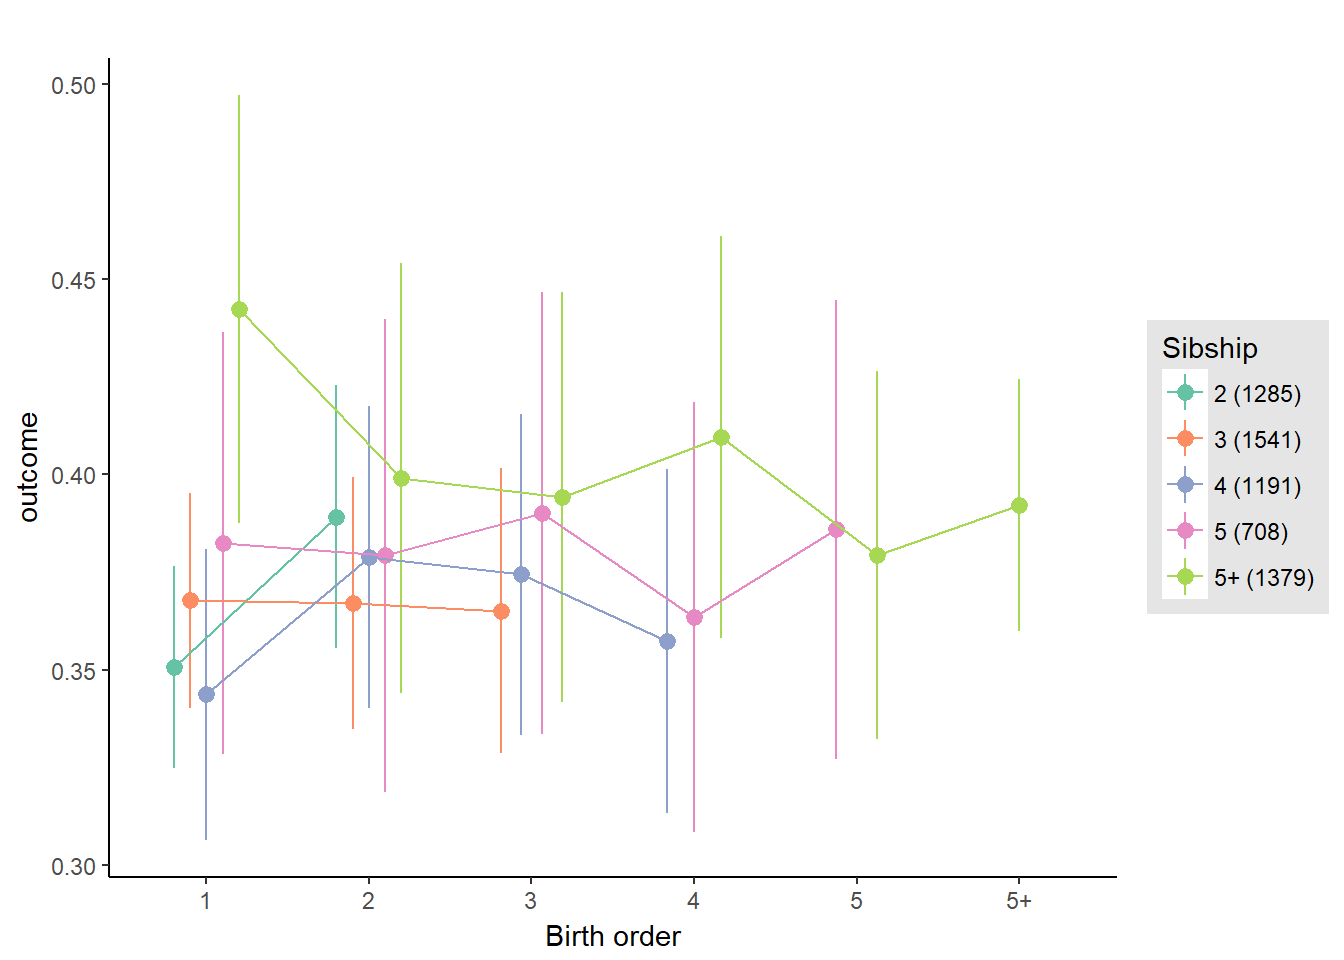 0.50
0.45
0.40
0.35
0.30
outcome
1 2 3 4 5 5+
Birth order
Sibship
2 (1285)
3 (1541)
4 (1191)
5 (708)
5+ (1379)